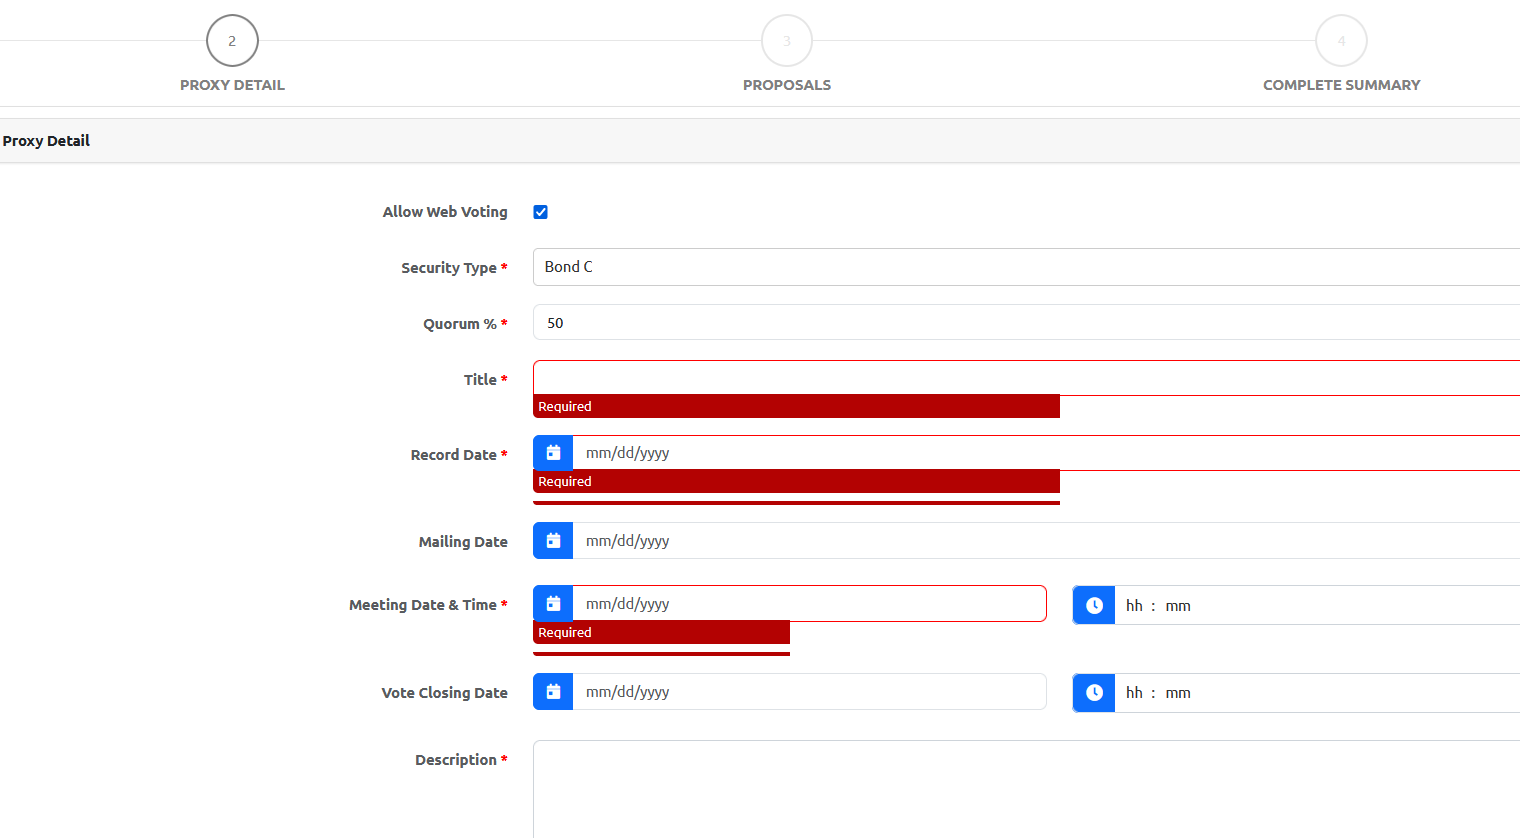 2
3
4
PROXY DETAIL
PROPOSALS
COMPLETE SUMMARY
Proxy Detail
Allow Web Voting
Security Type *
Bond C
Quorum % *
50
Title *
Required
Record Date *
mm/dd/yyyy
Required
Mailing Date
mm/dd/yyyy
Meeting Date & Time *
mm/dd/yyyy
hh : mm
Required
Vote Closing Date
mm/dd/yyyy
hh : mm
Description *